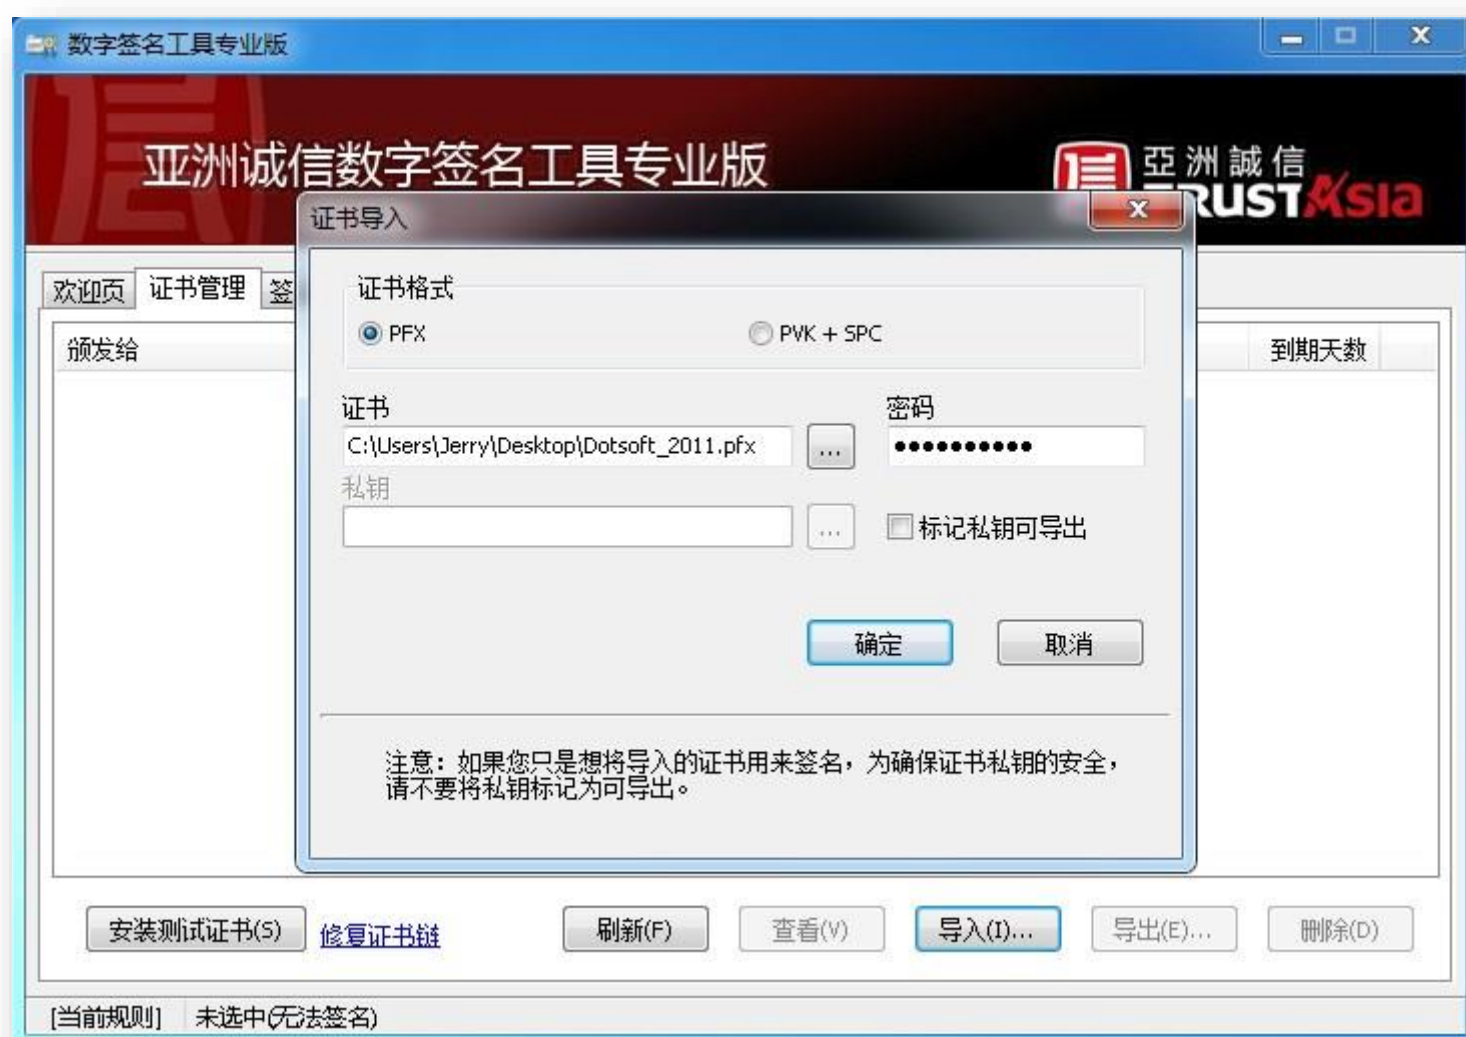 数字签名工具专业版
亚洲诚信数字签名工具专业版
亞洲誠信
RUSTASIA
证书导入
欢迎页 证书管理 签
证书格式
PFX PVK + SPC
颁发给 到期天数
证书 密码
C:\Users\Jerry\Desktop\Dotsoft_2011.pfx ... ●●●●●●●●●●
私钥
... 标记私钥可导出
确定 取消
注意：如果您只是想将导入的证书用来签名，为确保证书私钥的安全，
请不要将私钥标记为可导出。
安装测试证书(S) 修复证书链 刷新(F) 查看(V) 导入(I)... 导出(E)... 删除(D)
[当前规则] 未选中(无法签名)